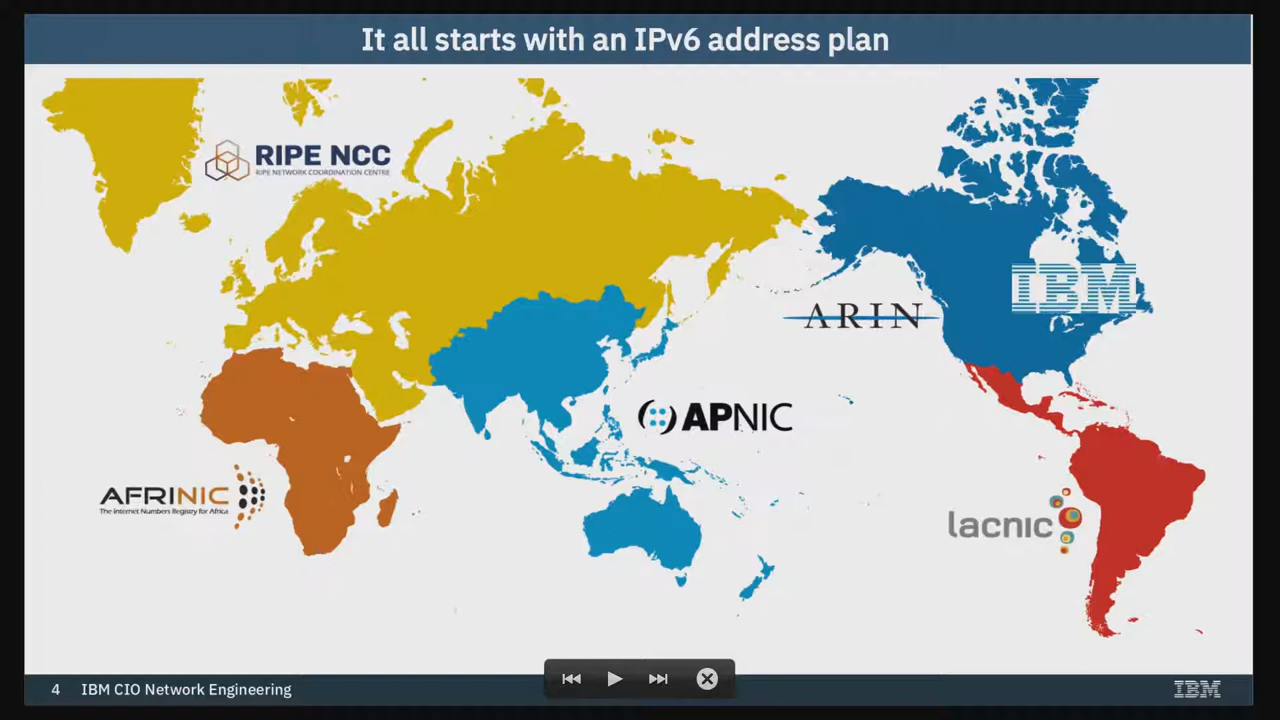 It all starts with an IPv6 address plan
RIPE NCC
RIPE NETWORK COORDINATION CENTRE
IBM
ARIN
APNIC
AFRINIC
The Internet Numbers Registry for Africa
lacnic
4 IBM CIO Network Engineering
IBM